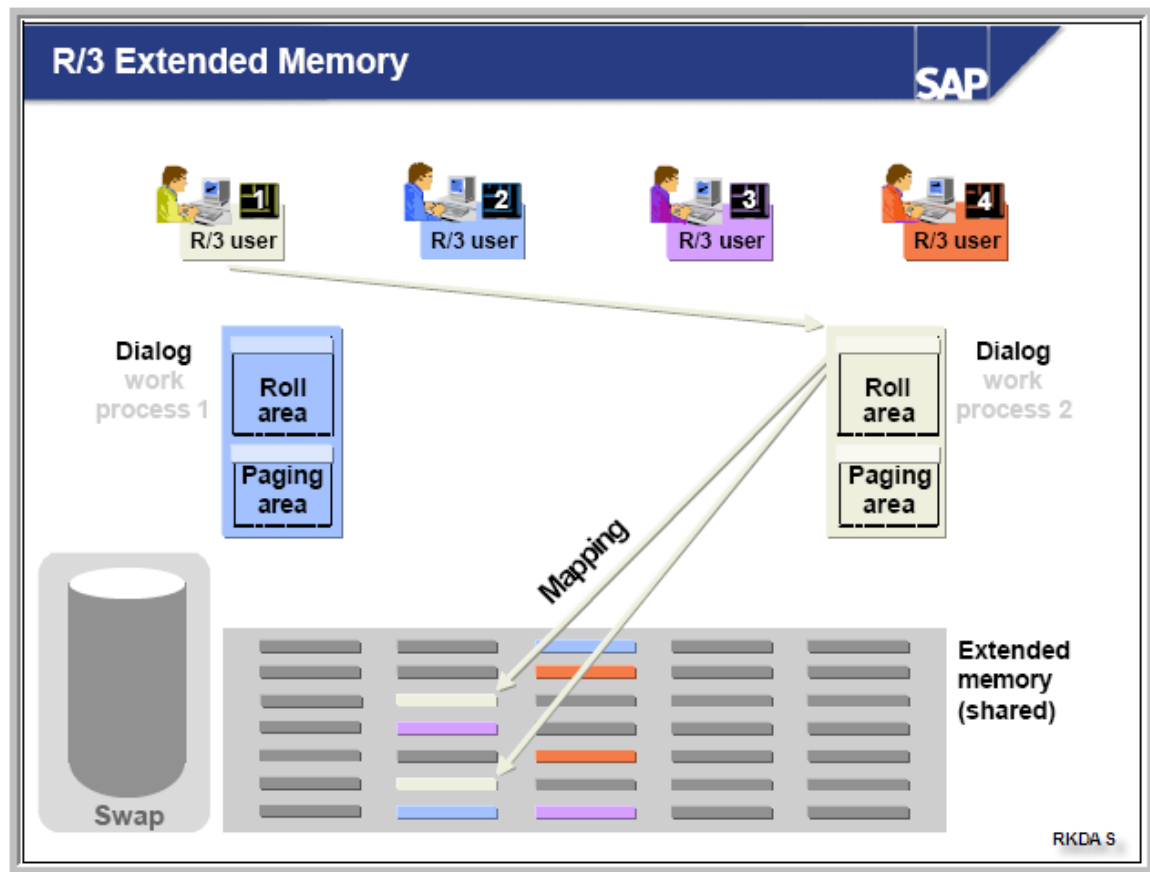 R/3 Extended Memory
SAP
1
2
3
4
R/3 user
R/3 user
R/3 user
R/3 user
Dialog
work
process 1
Roll
area
Paging
area
Roll
area
Paging
area
Dialog
work
process 2
Mapping
Extended
memory
(shared)
Swap
RKDA S